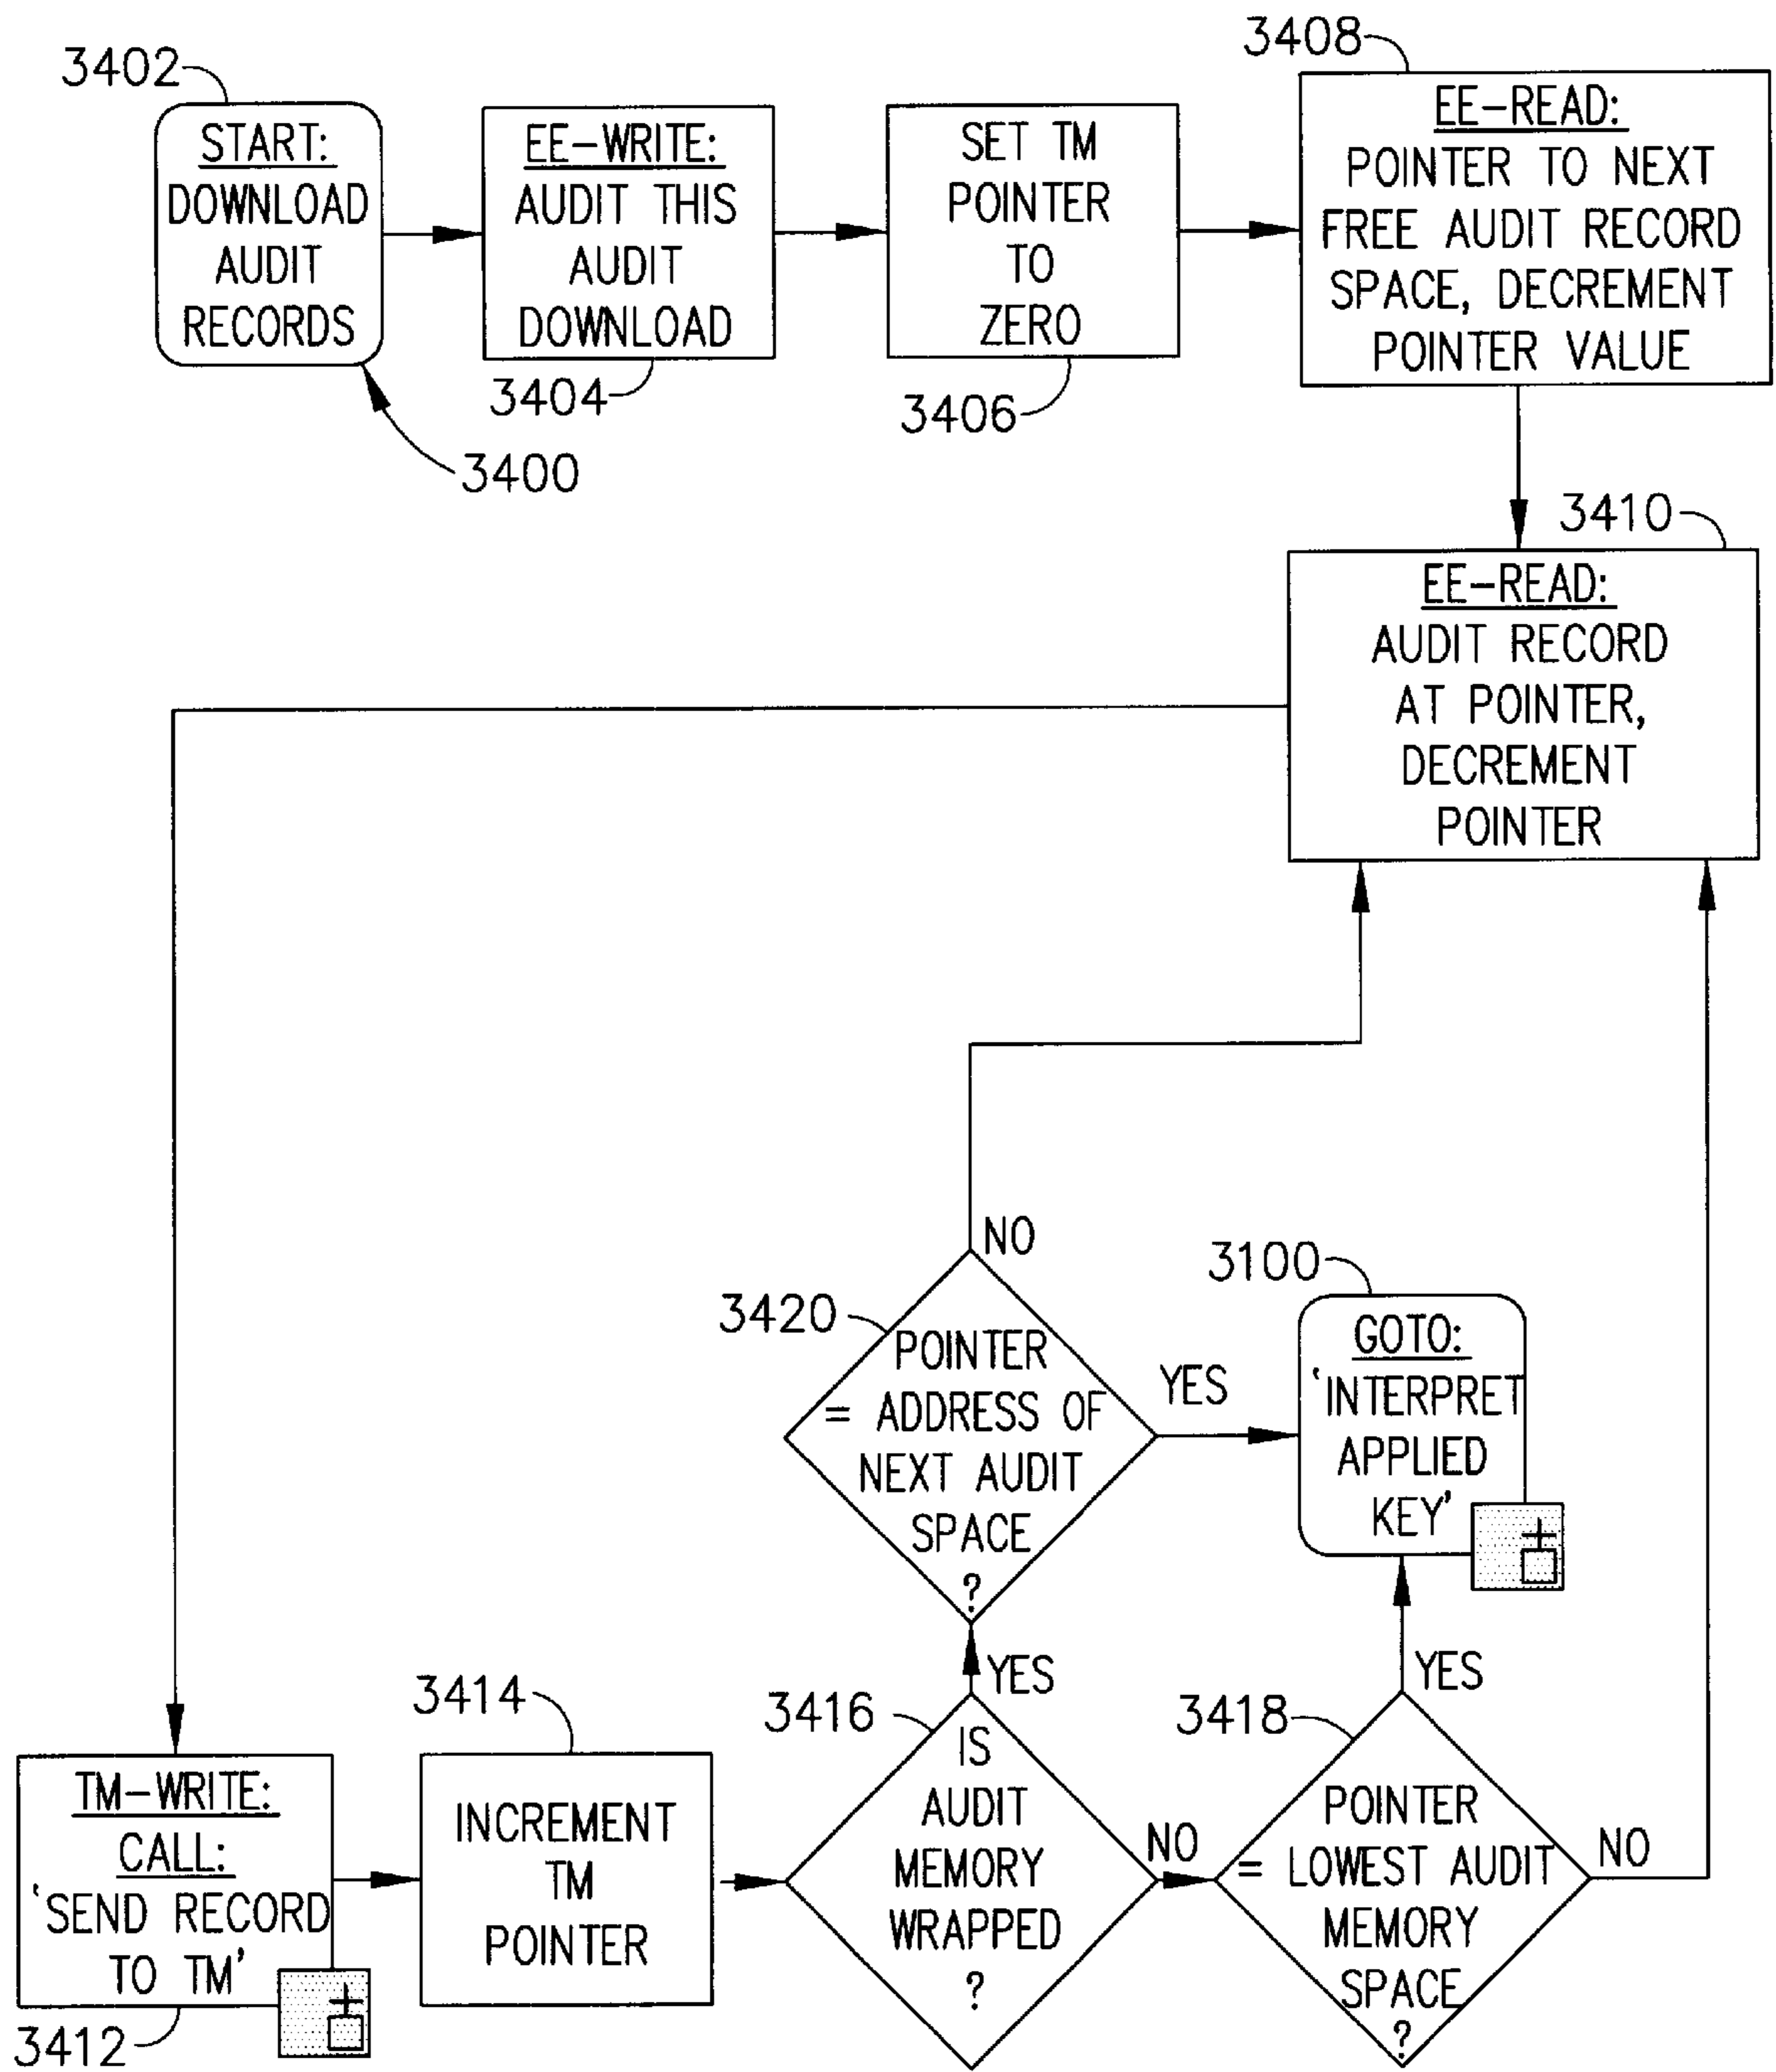 3402
START:
DOWNLOAD
AUDIT
RECORDS
3400
EE-WRITE:
AUDIT THIS
AUDIT
DOWNLOAD
3404
SET TM
POINTER
TO
ZERO
3406
3408
EE-READ:
POINTER TO NEXT
FREE AUDIT RECORD
SPACE, DECREMENT
POINTER VALUE
3410
EE-READ:
AUDIT RECORD
AT POINTER,
DECREMENT
POINTER
TM-WRITE:
CALL:
'SEND RECORD
TO TM'
3412
3414
INCREMENT
TM
POINTER
3416
IS
AUDIT
MEMORY
WRAPPED
?
YES
NO
3420
POINTER
= ADDRESS OF
NEXT AUDIT
SPACE
?
NO
YES
3418
POINTER
= LOWEST AUDIT
MEMORY
SPACE
?
YES
NO
3100
GOTO:
'INTERPRET
APPLIED
KEY'